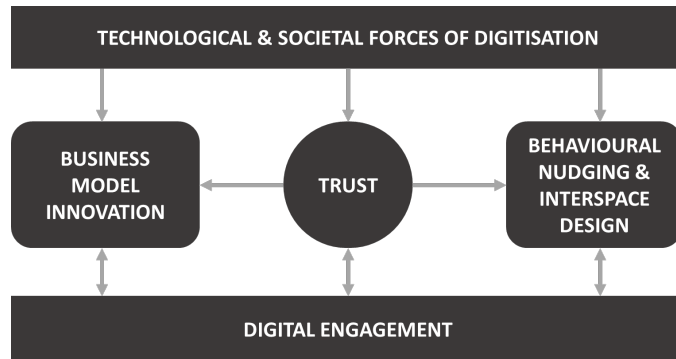 TECHNOLOGICAL & SOCIETAL FORCES OF DIGITISATION
BUSINESS
MODEL
INNOVATION
TRUST
BEHAVIOURAL
NUDGING &
INTERSPACE
DESIGN
DIGITAL ENGAGEMENT